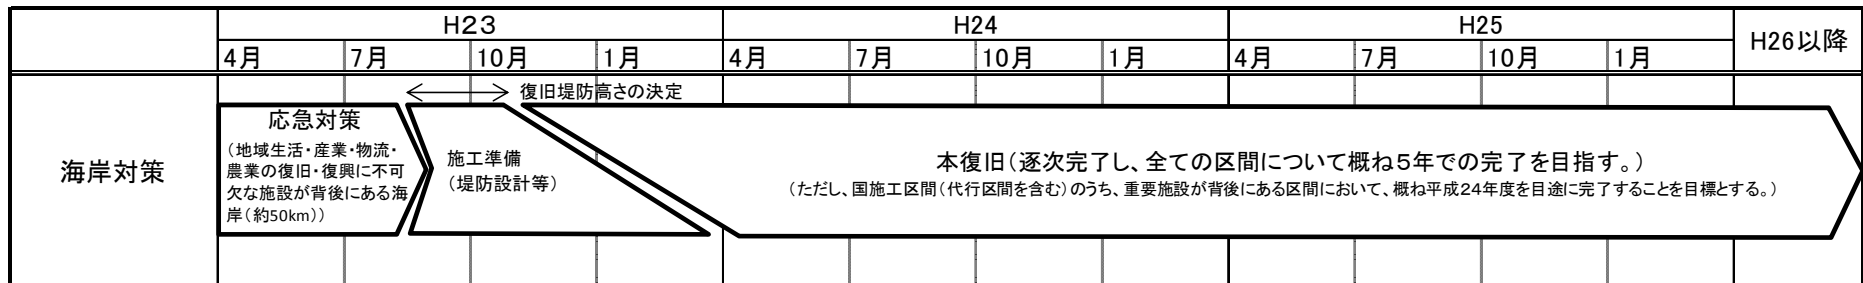 H23 H24 H25 H26以降
4月 7月 10月 1月 4月 7月 10月 1月 4月 7月 10月 1月
復旧堤防高さの決定
海岸対策
応急対策
（地域生活・産業・物流・
農業の復旧・復興に不可
欠な施設が背後にある海
岸（約50km））
施工準備
（堤防設計等）
本復旧（逐次完了し、全ての区間について概ね５年での完了を目指す。）
（ただし、国施工区間（代行区間を含む）のうち、重要施設が背後にある区間において、概ね平成２４年度を目途に完了することを目標とする。）